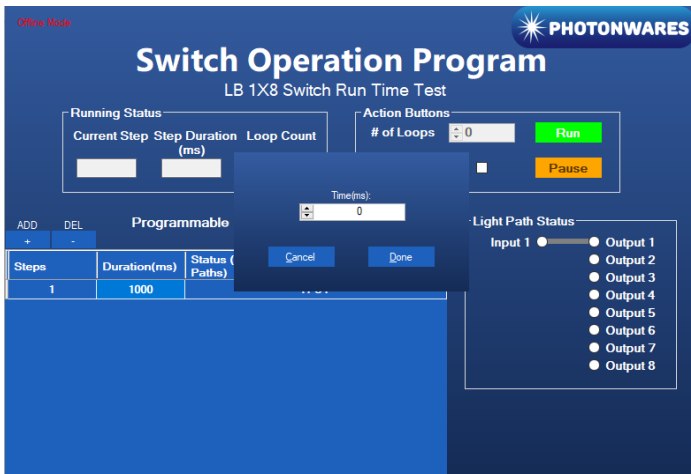 Offline Mode
PHOTONWARES
Switch Operation Program
LB 1X8 Switch Run Time Test
Running Status
Current Step Step Duration (ms) Loop Count
Action Buttons
# of Loops 0 Run
Pause
Time(ms):
0
Cancel Done
ADD DEL
+ -
Programmable
Steps Duration(ms) Status ( Paths)
1 1000
Light Path Status
Input 1 Output 1
Output 2
Output 3
Output 4
Output 5
Output 6
Output 7
Output 8